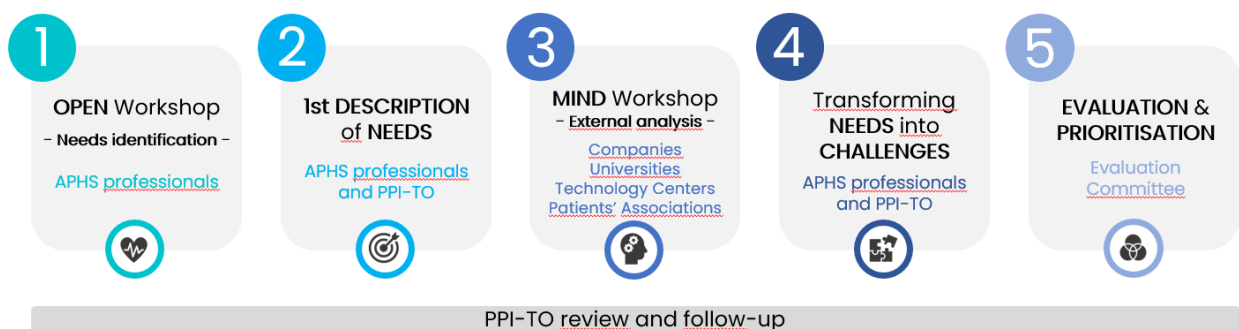 1
OPEN Workshop
- Needs identification -
APHS professionals
2
1st DESCRIPTION
of NEEDS
APHS professionals
and PPI-TO
3
MIND Workshop
- External analysis -
Companies
Universities
Technology Centers
Patients' Associations
4
Transforming
NEEDS into
CHALLENGES
APHS professionals
and PPI-TO
5
EVALUATION &
PRIORITISATION
Evaluation
Committee
PPI-TO review and follow-up